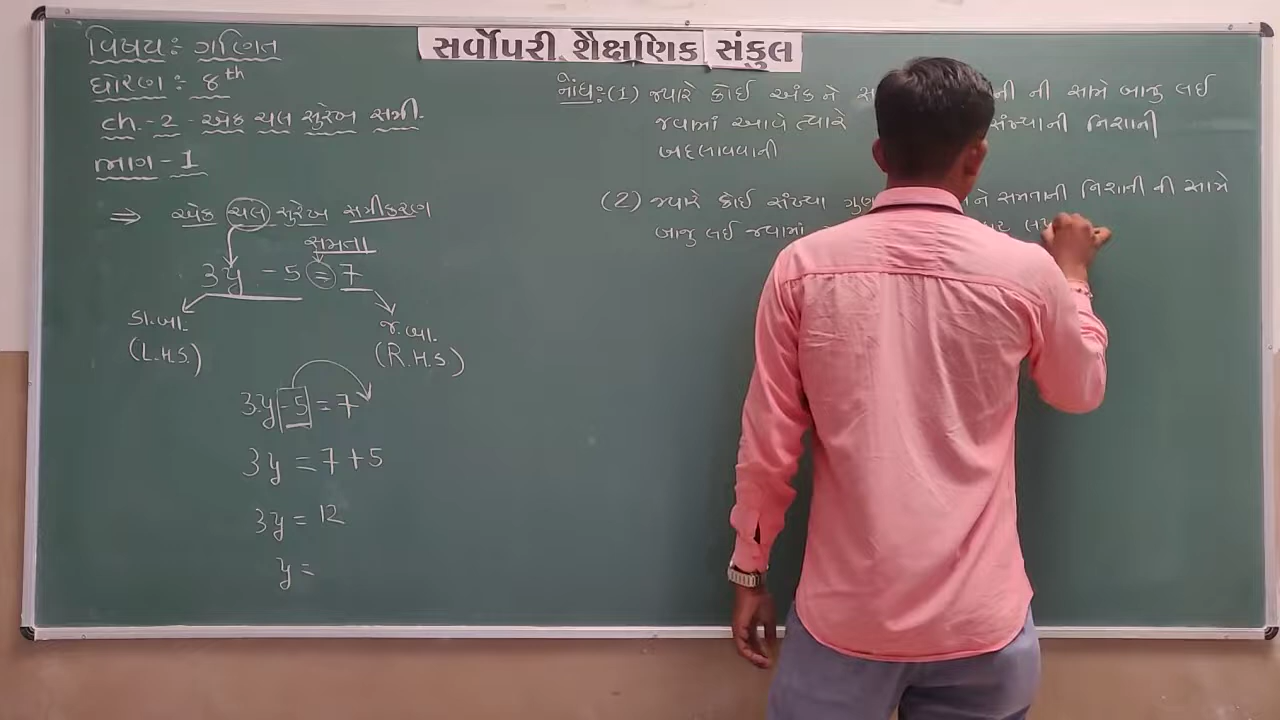 સર્વોપરી શૈક્ષણિક સંકુલ
વિષય: ગણિત
ધોરણ: 8th
ch.-2 - એક ચલ સુરેખ સમી.
ભાગ-1
⇒ એક ચલ સુરેખ સમીકરણ
સમતા
3y - 5 = 7
ડા.બા.
(L.H.S.)
જ.બા.
(R.H.S.)
3y - 5 = 7
3y = 7 + 5
3y = 12
y =
નોંધ: (1) જ્યારે કોઈ અંક ને ની સામે બાજુ લઈ
જવામાં આવે ત્યારે સંખ્યાની નિશાની
બદલાવવાની
(2) જ્યારે કોઈ સંખ્યા ને સમતાની નિશાની ની સામે
બાજુ લઈ જવામાં